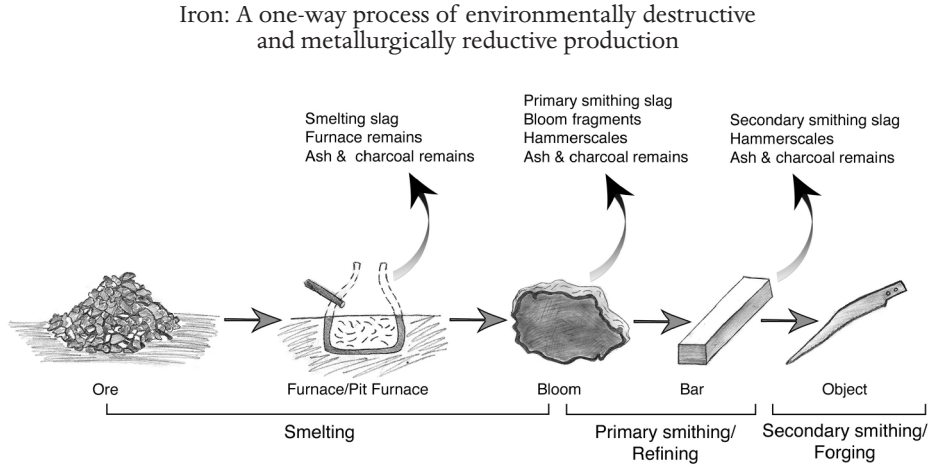 Iron: A one-way process of environmentally destructive
and metallurgically reductive production
Smelting slag
Furnace remains
Ash & charcoal remains
Primary smithing slag
Bloom fragments
Hammerscales
Ash & charcoal remains
Secondary smithing slag
Hammerscales
Ash & charcoal remains
Ore
Furnace/Pit Furnace
Bloom
Bar
Object
Smelting
Primary smithing/
Refining
Secondary smithing/
Forging